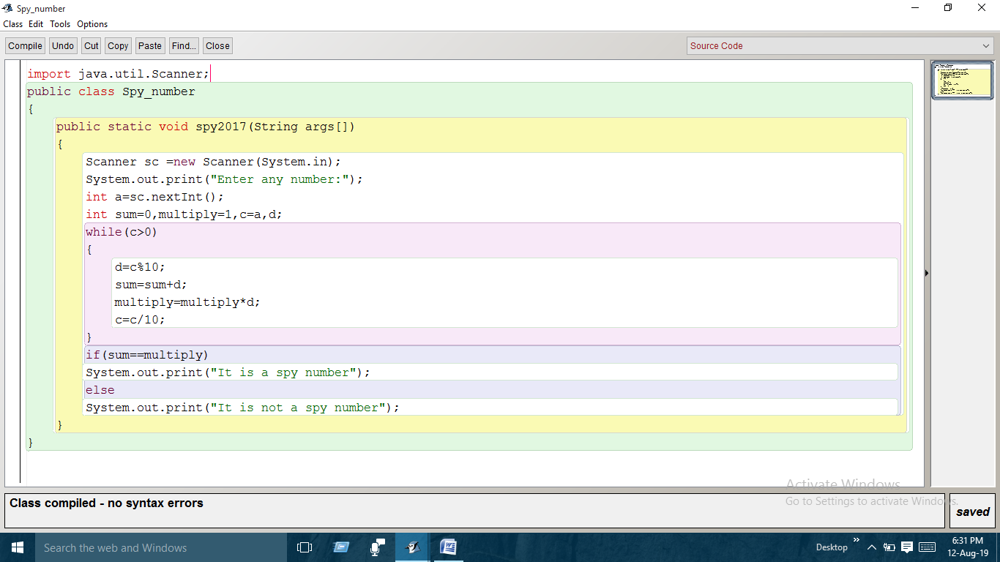 Spy_number
Class Edit Tools Options
Compile Undo Cut Copy Paste Find... Close Source Code
import java.util.Scanner;
public class Spy_number
{
public static void spy2017(String args[])
{
Scanner sc =new Scanner(System.in);
System.out.print("Enter any number:");
int a=sc.nextInt();
int sum=0,multiply=1,c=a,d;
while(c>0)
{
d=c%10;
sum=sum+d;
multiply=multiply*d;
c=c/10;
}
if(sum==multiply)
System.out.print("It is a spy number");
else
System.out.print("It is not a spy number");
}
}
Activate Windows
Go to Settings to activate Windows.
Class compiled - no syntax errors
saved
Search the web and Windows
Desktop
6:31 PM
12-Aug-19